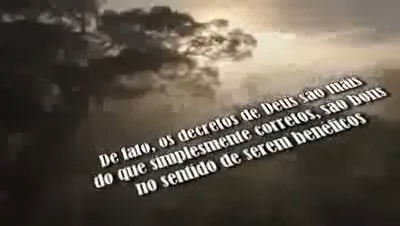 De fato, os decretos de Deus são mais
do que simplesmente corretos, são bons
no sentido de serem benéficos